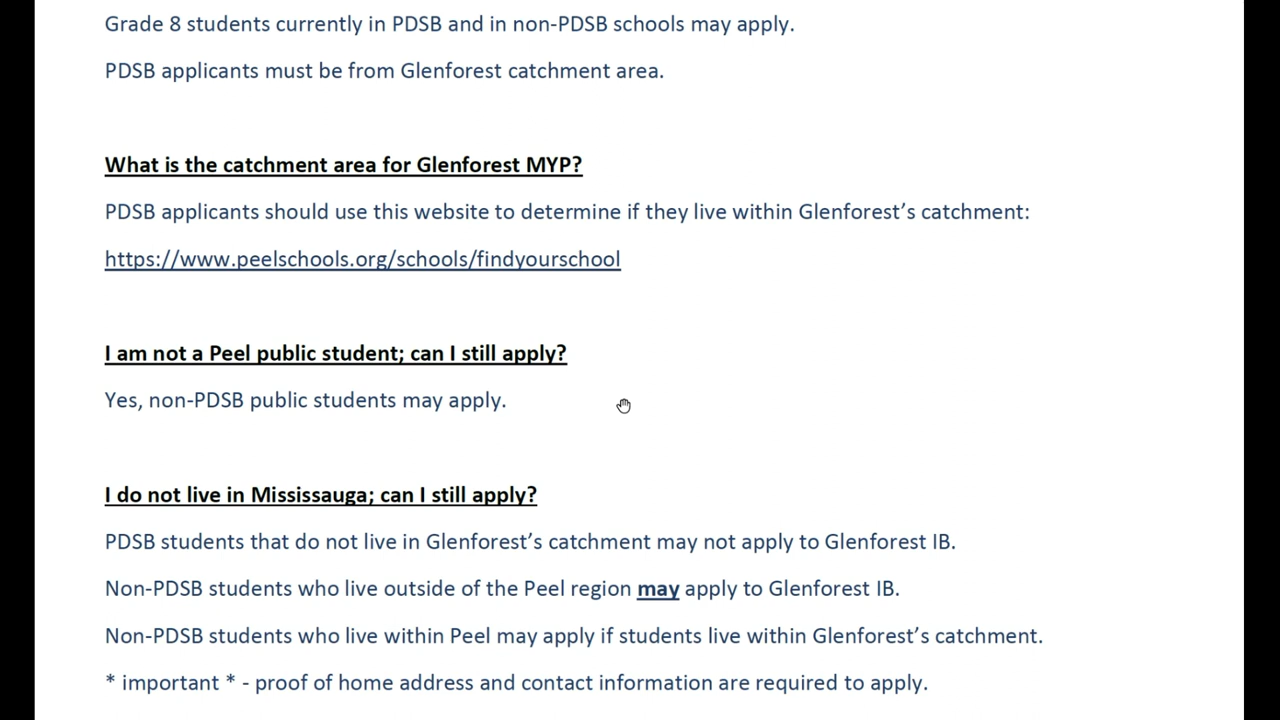 Grade 8 students currently in PDSB and in non-PDSB schools may apply.
PDSB applicants must be from Glenforest catchment area.
What is the catchment area for Glenforest MYP?
PDSB applicants should use this website to determine if they live within Glenforest’s catchment:
https://www.peelschools.org/schools/findyourschool
I am not a Peel public student; can I still apply?
Yes, non-PDSB public students may apply.
I do not live in Mississauga; can I still apply?
PDSB students that do not live in Glenforest’s catchment may not apply to Glenforest IB.
Non-PDSB students who live outside of the Peel region may apply to Glenforest IB.
Non-PDSB students who live within Peel may apply if students live within Glenforest’s catchment.
* important * - proof of home address and contact information are required to apply.